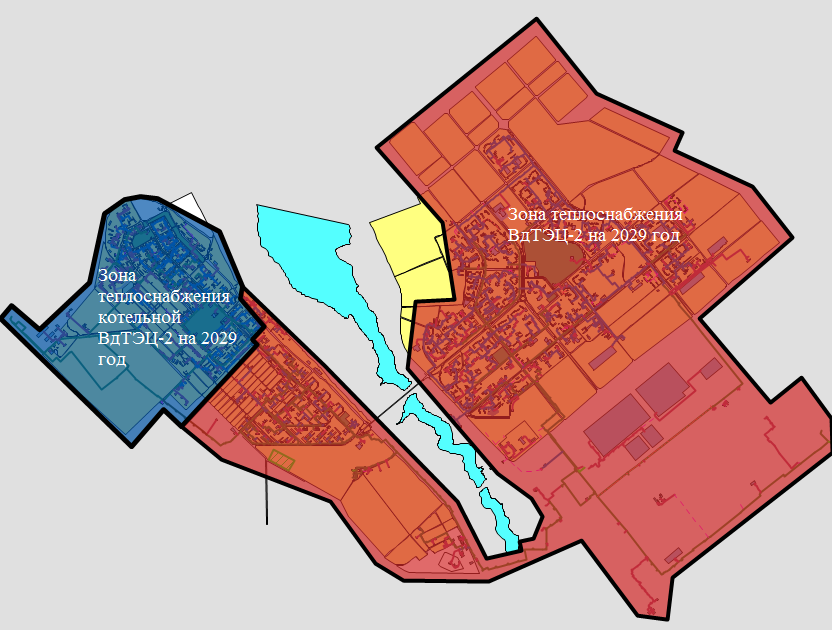 Зона теплоснабжения
ВдТЭЦ-2 на 2029 год
Зона
теплоснабжения
котельной
ВдТЭЦ-2 на 2029
год